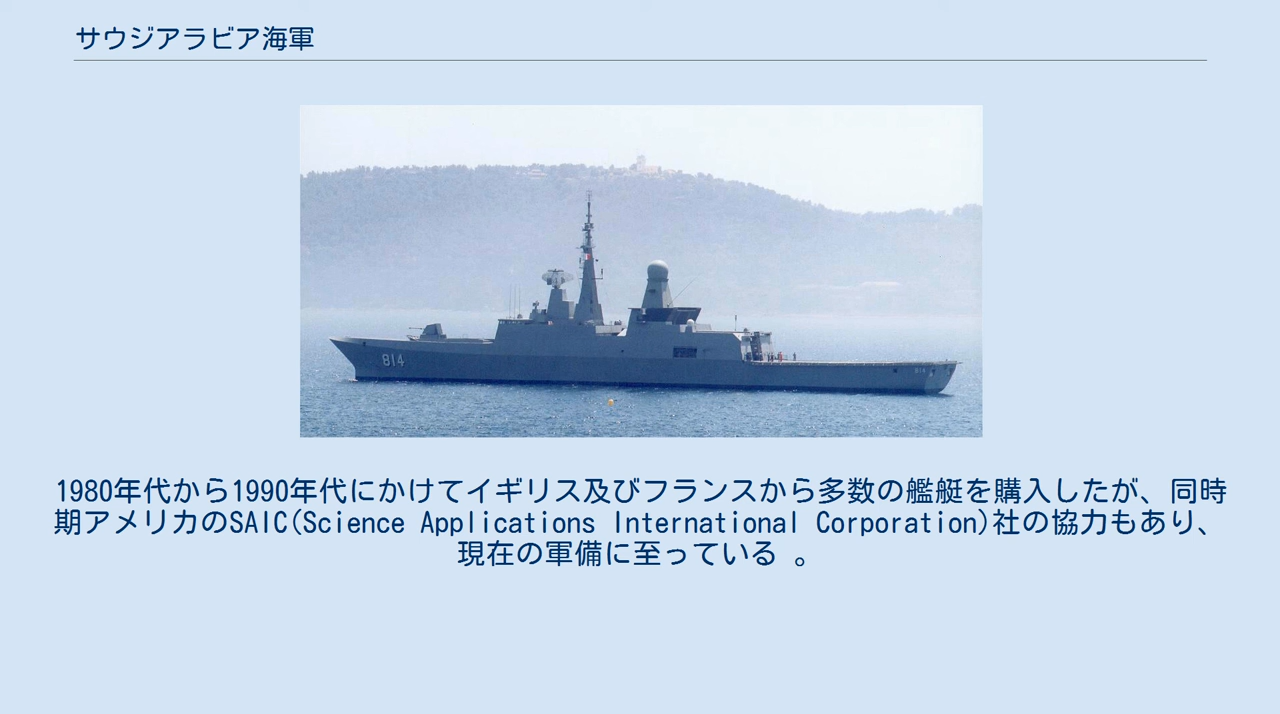 サウジアラビア海軍
814
814
1980年代から1990年代にかけてイギリス及びフランスから多数の艦艇を購入したが、同時
期アメリカのSAIC(Science Applications International Corporation)社の協力もあり、
現在の軍備に至っている 。